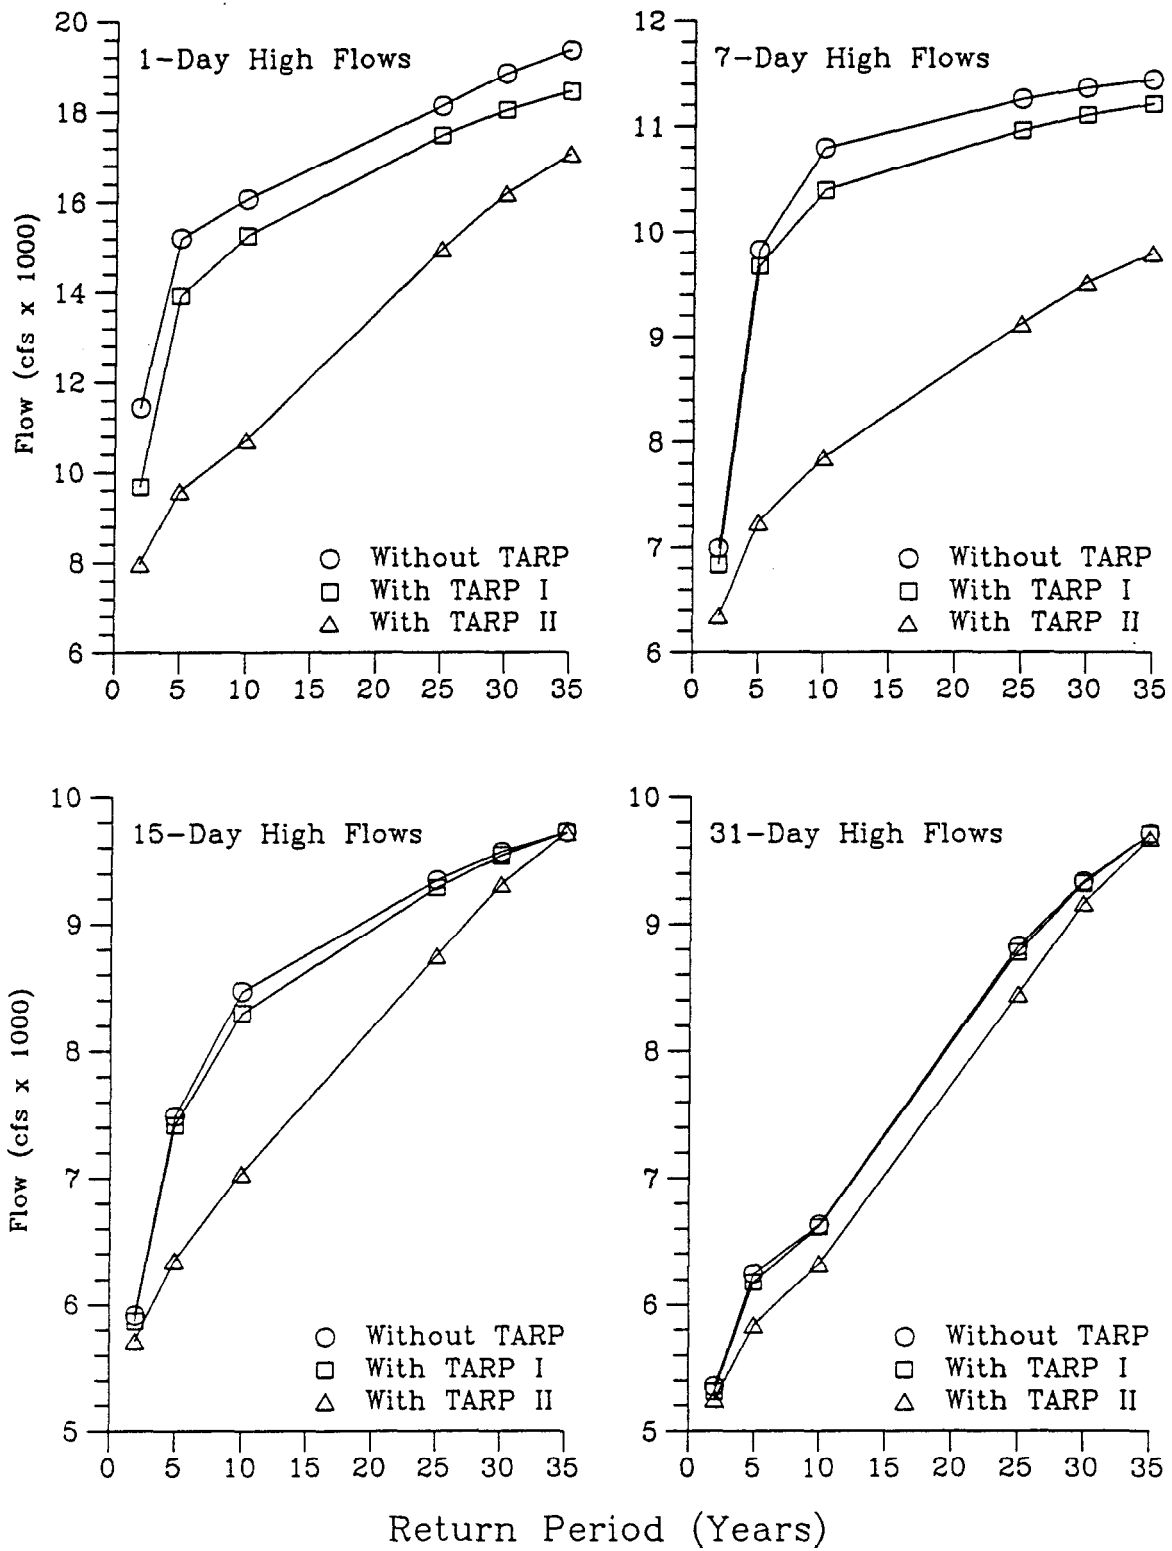 1-Day High Flows
20
18
16
14
12
10
8
6
Flow (cfs x 1000)
Without TARP
With TARP I
With TARP II
0 5 10 15 20 25 30 35
7-Day High Flows
12
11
10
9
8
7
6
Without TARP
With TARP I
With TARP II
0 5 10 15 20 25 30 35
15-Day High Flows
10
9
8
7
6
5
Flow (cfs x 1000)
Without TARP
With TARP I
With TARP II
0 5 10 15 20 25 30 35
31-Day High Flows
10
9
8
7
6
5
Without TARP
With TARP I
With TARP II
0 5 10 15 20 25 30 35
Return Period (Years)